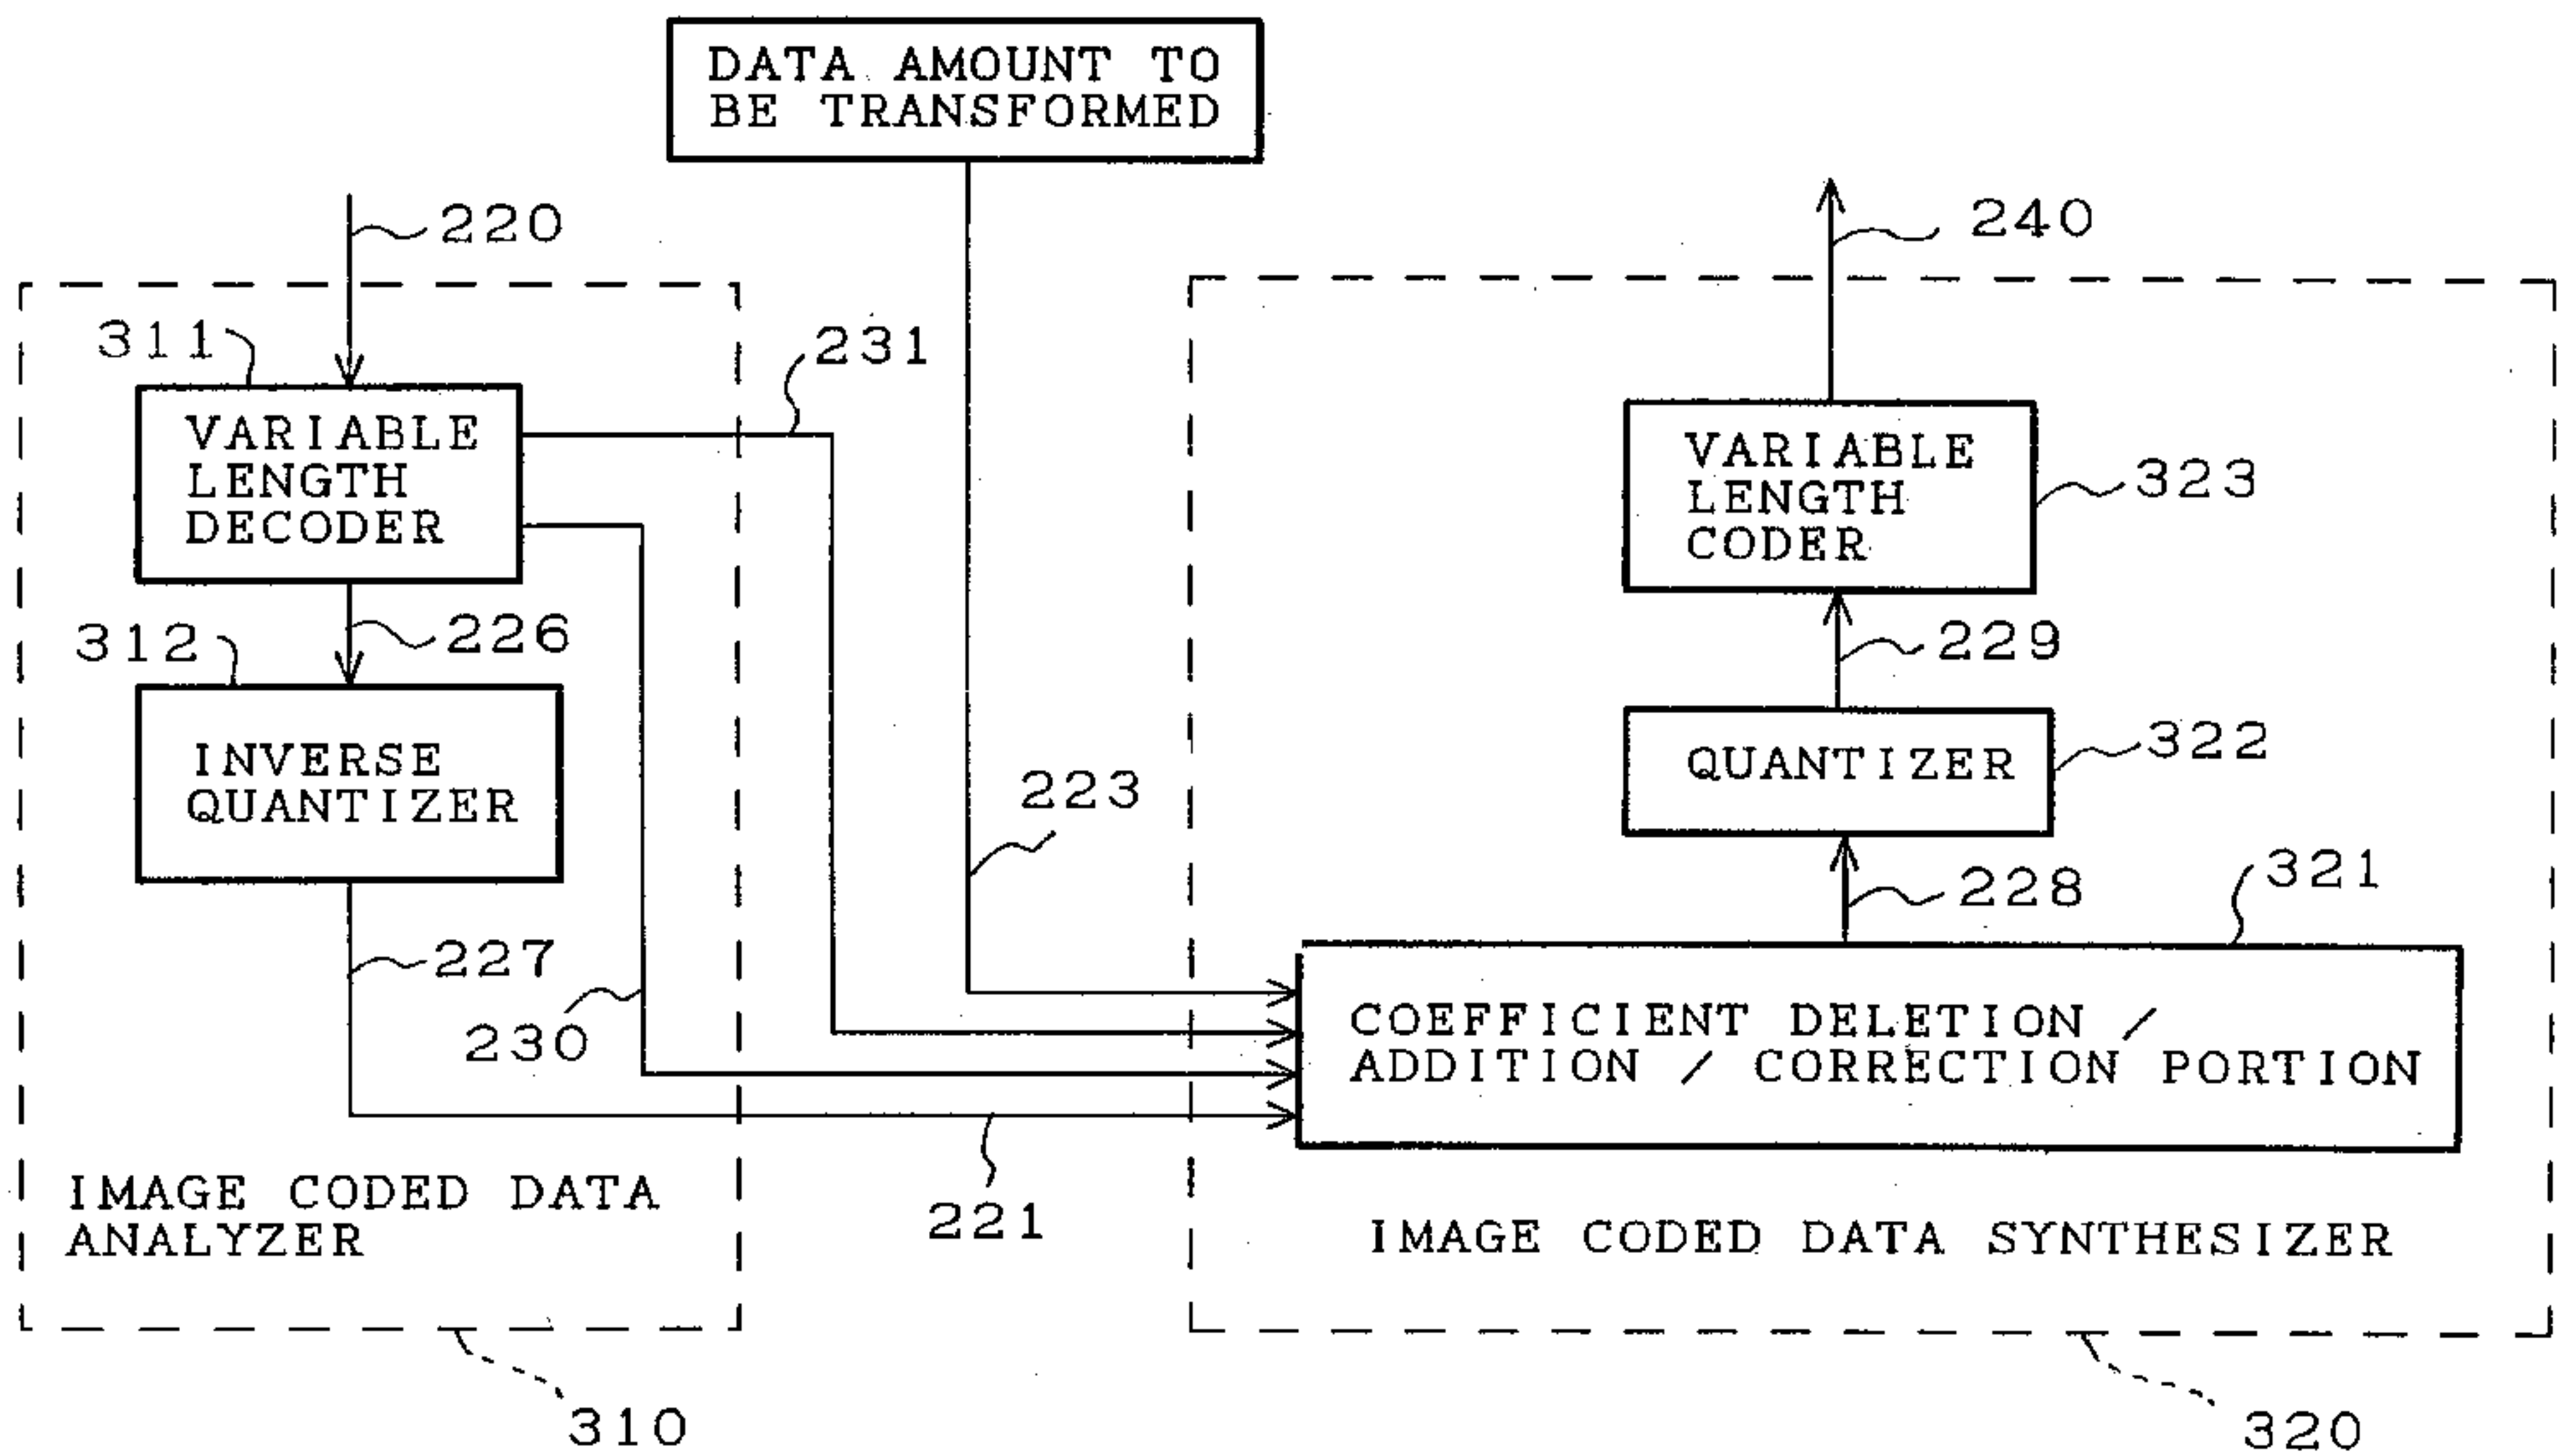 DATA AMOUNT TO
BE TRANSFORMED
220
240
311
231
VARIABLE
LENGTH
DECODER
VARIABLE
LENGTH
CODER
323
312
226
229
INVERSE
QUANTIZER
QUANTIZER
322
223
321
228
227
230
COEFFICIENT DELETION /
ADDITION / CORRECTION PORTION
221
IMAGE CODED DATA
ANALYZER
IMAGE CODED DATA SYNTHESIZER
310
320